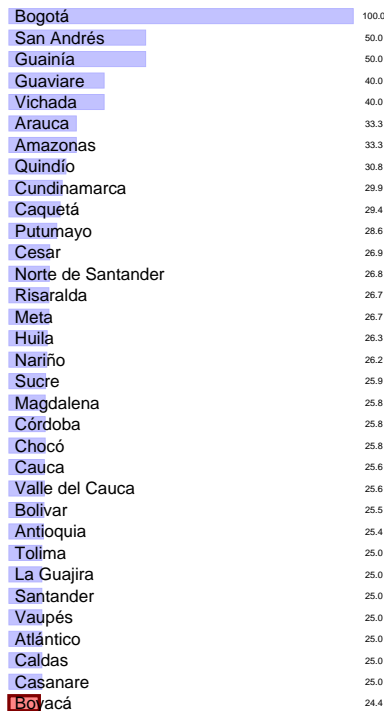 Bogotá 100.0
San Andrés 50.0
Guainía 50.0
Guaviare 40.0
Vichada 40.0
Arauca 33.3
Amazonas 33.3
Quindío 30.8
Cundinamarca 29.9
Caquetá 29.4
Putumayo 28.6
Cesar 26.9
Norte de Santander 26.8
Risaralda 26.7
Meta 26.7
Huila 26.3
Nariño 26.2
Sucre 25.9
Magdalena 25.8
Córdoba 25.8
Chocó 25.8
Cauca 25.6
Valle del Cauca 25.6
Bolivar 25.5
Antioquia 25.4
Tolima 25.0
La Guajira 25.0
Santander 25.0
Vaupés 25.0
Atlántico 25.0
Caldas 25.0
Casanare 25.0
Boyacá 24.4